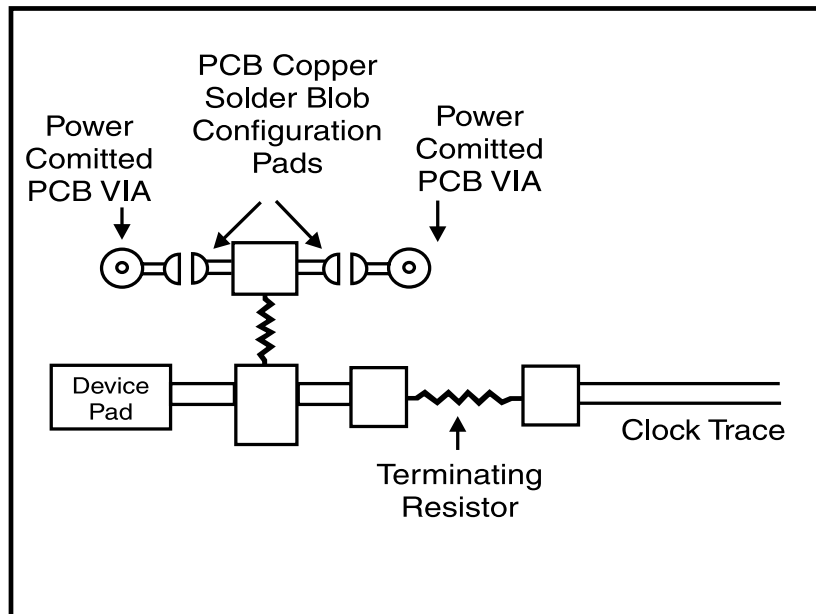 PCB Copper
Solder Blob
Configuration
Pads
Power
Comitted
PCB VIA
Power
Comitted
PCB VIA
Device
Pad
Clock Trace
Terminating
Resistor